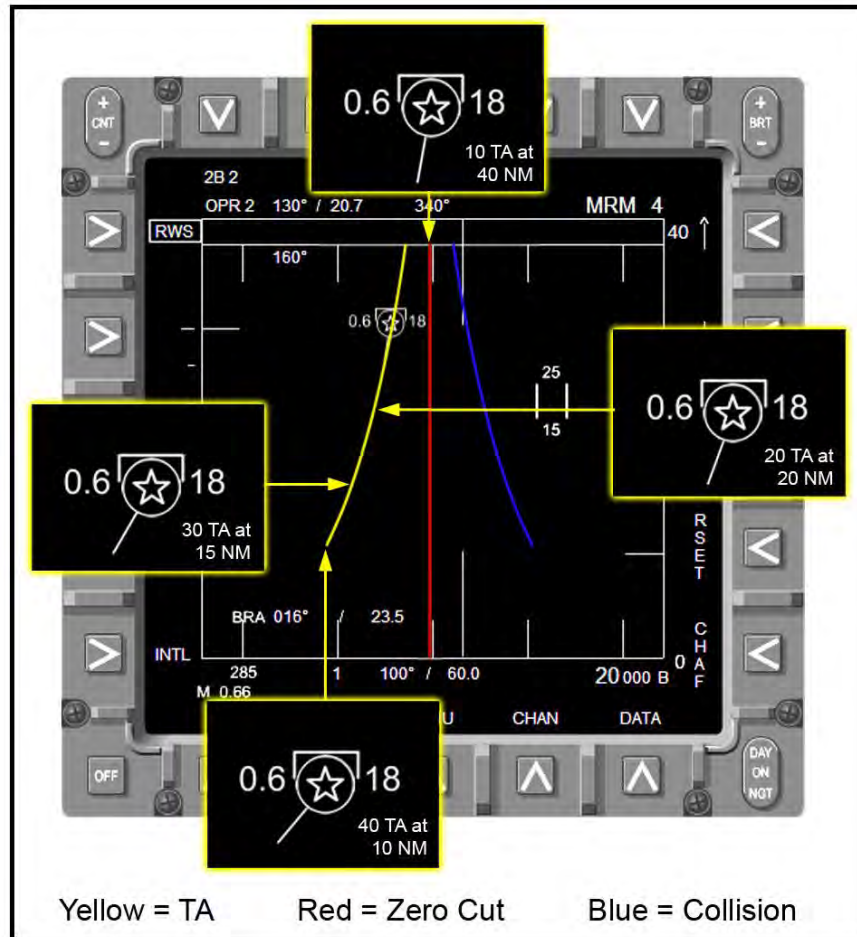 0.6 18
10 TA at
40 NM
+
CNT
-
+
BRT
-
2B 2
OPR 2 130° / 20.7 340° MRM 4
RWS
40
160°
0.6 18
25
15
0.6 18
20 TA at
20 NM
0.6 18
30 TA at
15 NM
R
S
E
T
BRA 016° / 23.5
C
H
A
F
INTL
0
285 1 100° / 60.0 20 000 B
M 0.66
U CHAN DATA
OFF
DAY
ON
NGT
0.6 18
40 TA at
10 NM
Yellow = TA Red = Zero Cut Blue = Collision